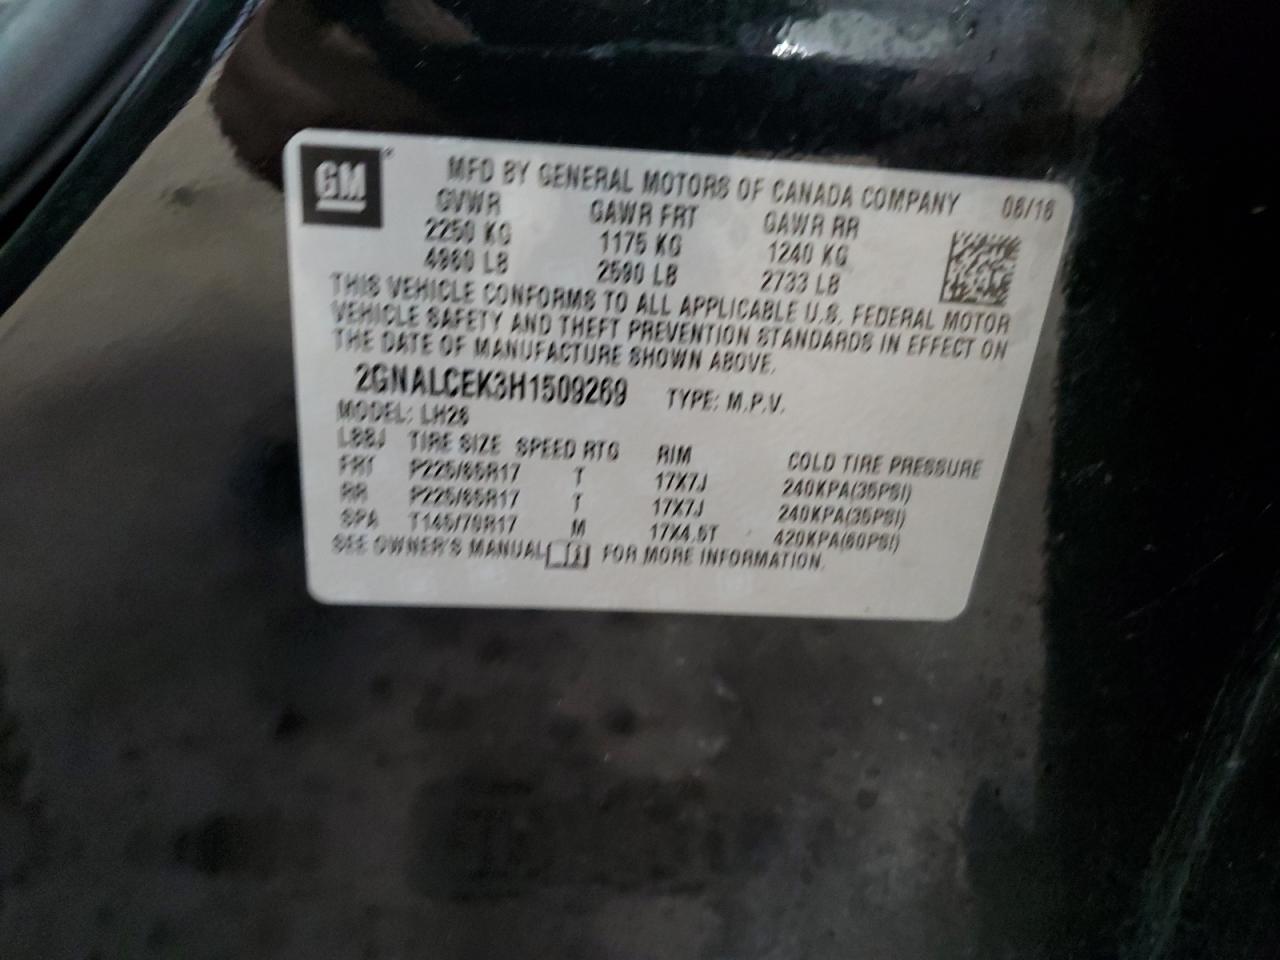 GM
MFD BY GENERAL MOTORS OF CANADA COMPANY 08/16
GVWR GAWR FRT GAWR RR
2250 KG 1175 KG 1240 KG
4960 LB 2590 LB 2733 LB
THIS VEHICLE CONFORMS TO ALL APPLICABLE U.S. FEDERAL MOTOR
VEHICLE SAFETY AND THEFT PREVENTION STANDARDS IN EFFECT ON
THE DATE OF MANUFACTURE SHOWN ABOVE.
2GNALCEK3H1509269 TYPE: M.P.V.
MODEL: LH26
TIRE SIZE SPEED RTG RIM COLD TIRE PRESSURE
FRT P225/65R17 T 17X7J 240KPA(35PSI)
RR P225/65R17 T 17X7J 240KPA(35PSI)
SPA T145/70R17 M 17X4.5T 420KPA(60PSI)
SEE OWNER'S MANUAL FOR MORE INFORMATION.